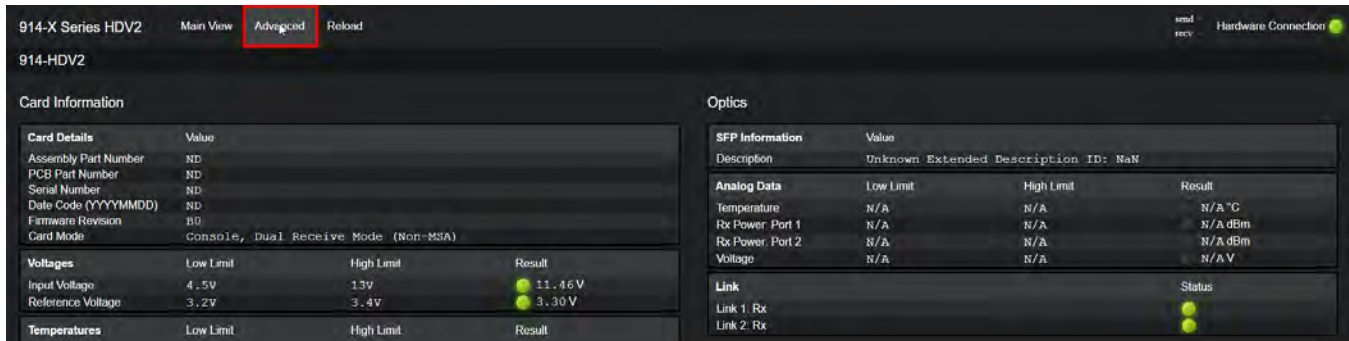 914-X Series HDV2 Main View Advanced Reload send recv Hardware Connection
914-HDV2
Card Information
Card Details Value
Assembly Part Number ND
PCB Part Number ND
Serial Number ND
Date Code (YYYYMMDD) ND
Firmware Revision B0
Card Mode Console, Dual Receive Mode (Non-MSA)
Voltages Low Limit High Limit Result
Input Voltage 4.5V 13V 11.46V
Reference Voltage 3.2V 3.4V 3.30V
Temperatures Low Limit High Limit Result
Optics
SFP Information Value
Description Unknown Extended Description ID: NaN
Analog Data Low Limit High Limit Result
Temperature N/A N/A N/A °C
Rx Power: Port 1 N/A N/A N/A dBm
Rx Power: Port 2 N/A N/A N/A dBm
Voltage N/A N/A N/A V
Link Status
Link 1: Rx
Link 2: Rx